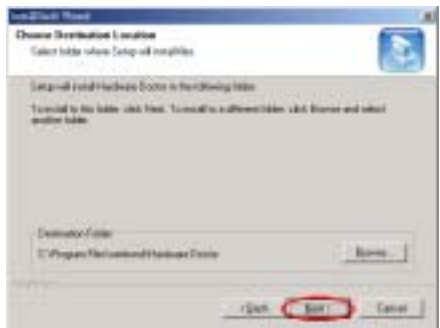 InstallShield Wizard
Choose Destination Location
Select folder where Setup will install files.
Setup will install Hardware Doctor in the following folder.
To install to this folder, click Next. To install to a different folder, click Browse and select
another folder.
Destination Folder
C:\Program Files\ Hardware Doctor
Browse...
< Back
Next >
Cancel